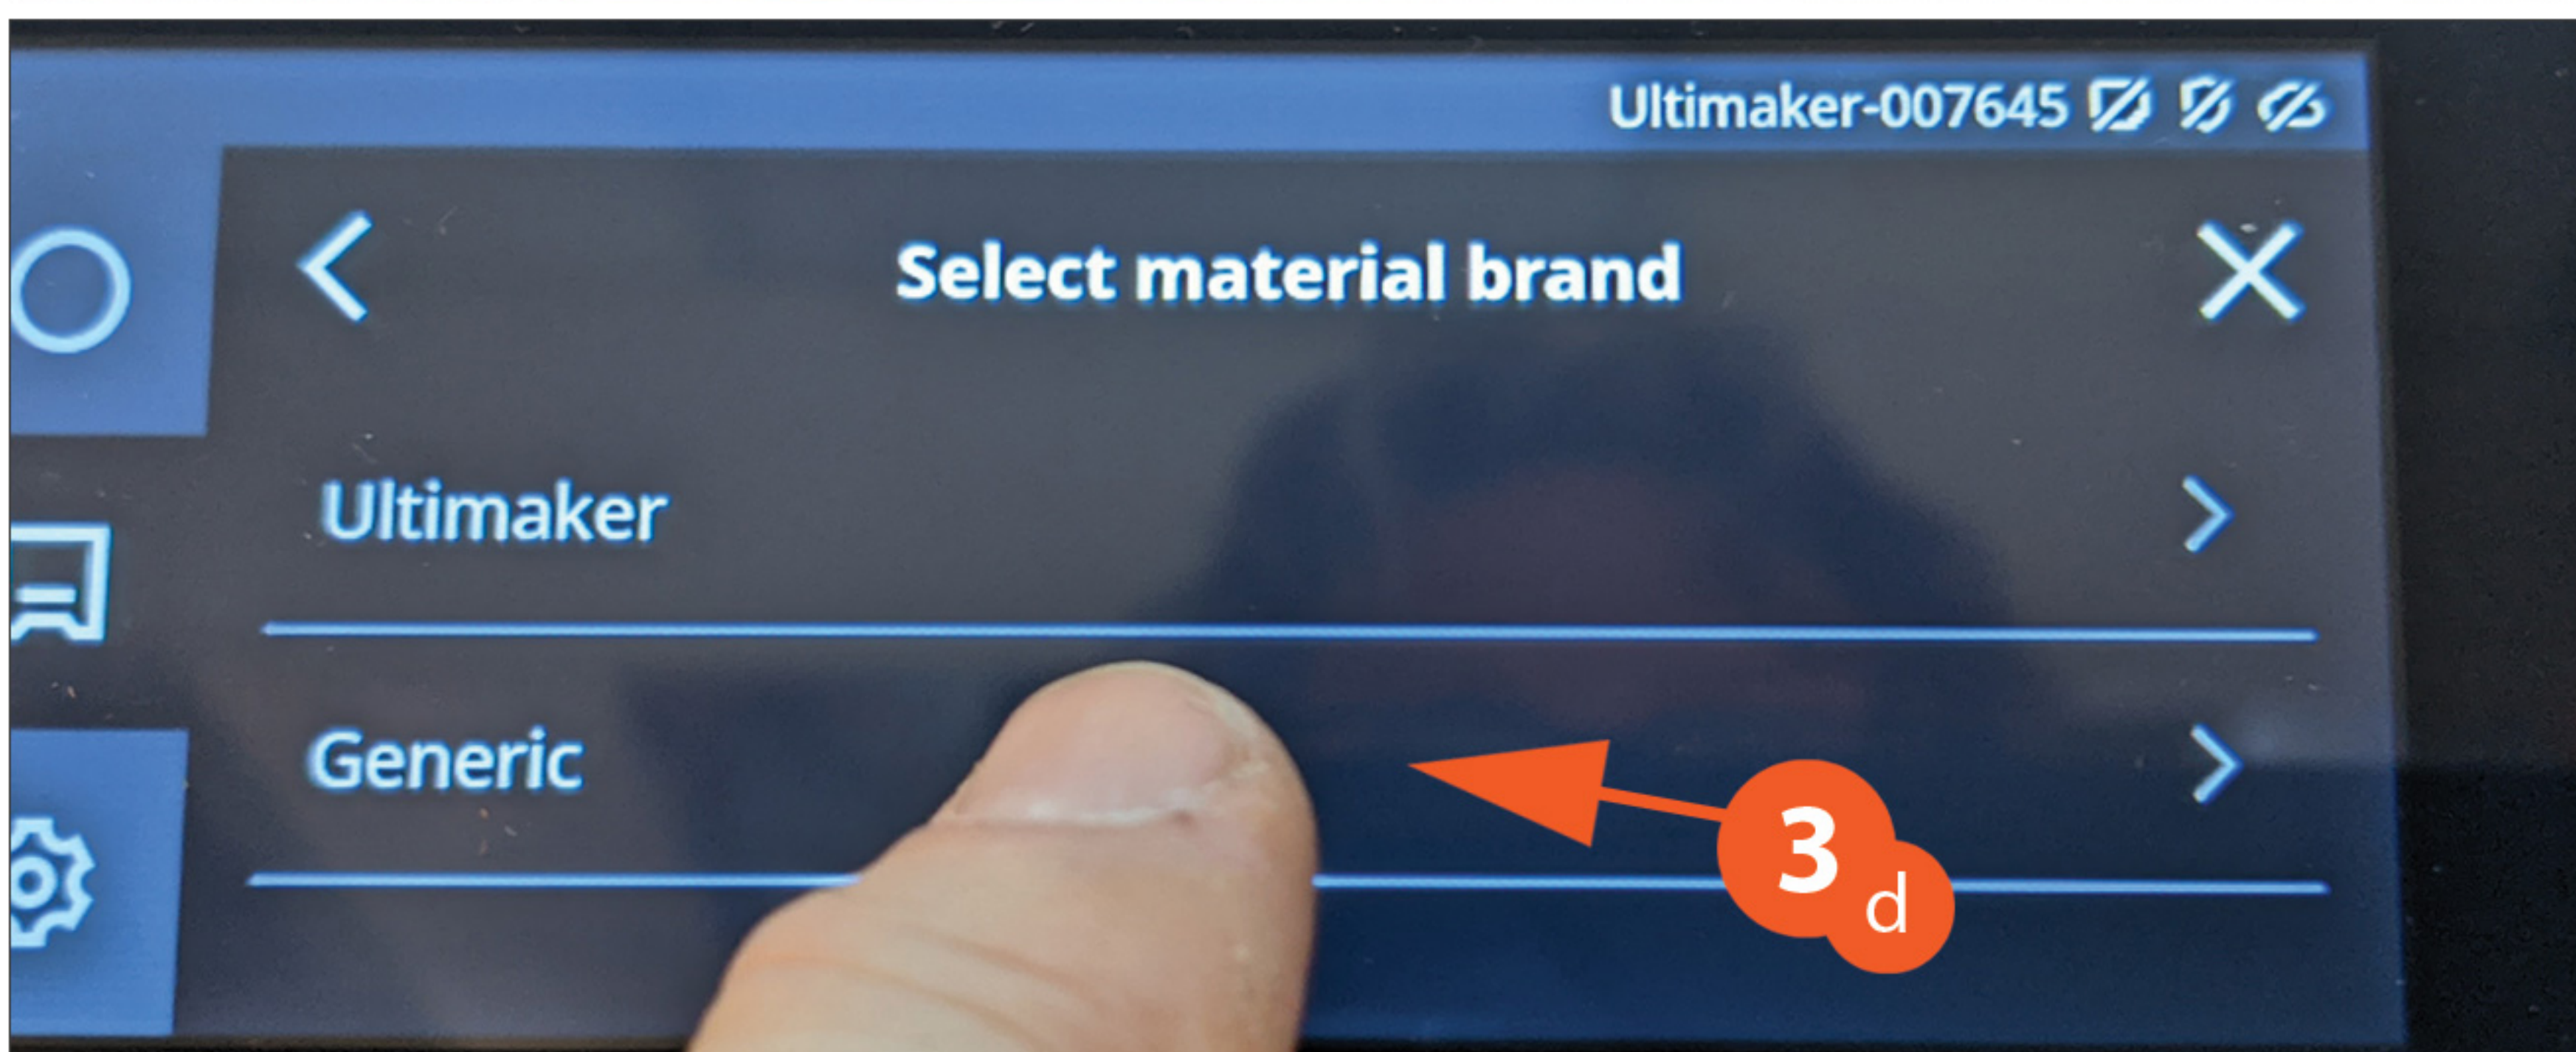 Ultimaker-007645
Select material brand
Ultimaker
Generic
3
d